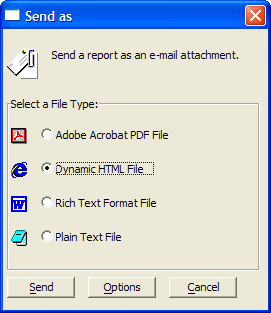 Send as
Send a report as an e-mail attachment.
Select a File Type:
Adobe Acrobat PDF File
Dynamic HTML File
Rich Text Format File
Plain Text File
Send Options Cancel